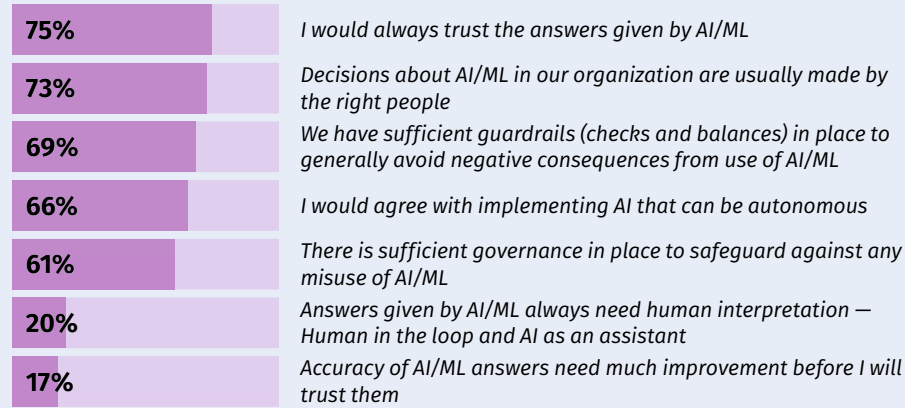 75%
I would always trust the answers given by AI/ML
73%
Decisions about AI/ML in our organization are usually made by
the right people
69%
We have sufficient guardrails (checks and balances) in place to
generally avoid negative consequences from use of AI/ML
66%
I would agree with implementing AI that can be autonomous
61%
There is sufficient governance in place to safeguard against any
misuse of AI/ML
20%
Answers given by AI/ML always need human interpretation —
Human in the loop and AI as an assistant
17%
Accuracy of AI/ML answers need much improvement before I will
trust them